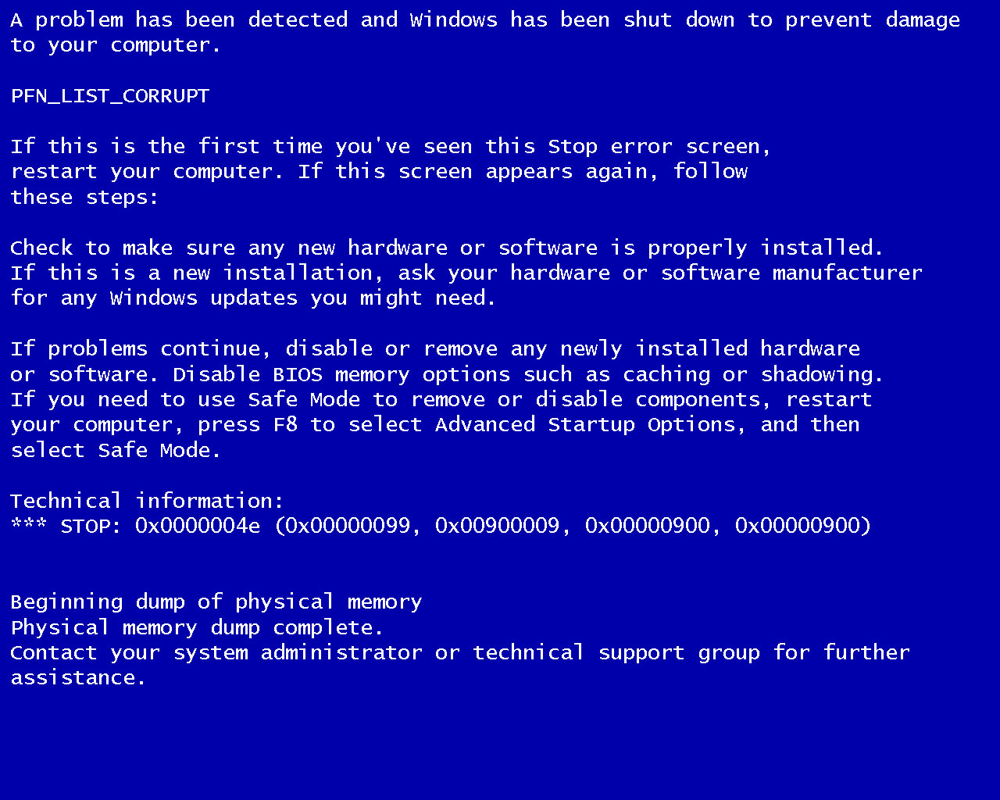 A problem has been detected and Windows has been shut down to prevent damage
to your computer.
PFN_LIST_CORRUPT
If this is the first time you've seen this Stop error screen,
restart your computer. If this screen appears again, follow
these steps:
Check to make sure any new hardware or software is properly installed.
If this is a new installation, ask your hardware or software manufacturer
for any Windows updates you might need.
If problems continue, disable or remove any newly installed hardware
or software. Disable BIOS memory options such as caching or shadowing.
If you need to use Safe Mode to remove or disable components, restart
your computer, press F8 to select Advanced Startup Options, and then
select Safe Mode.
Technical information:
*** STOP: 0x0000004e (0x00000099, 0x00900009, 0x00000900, 0x00000900)
Beginning dump of physical memory
Physical memory dump complete.
Contact your system administrator or technical support group for further
assistance.